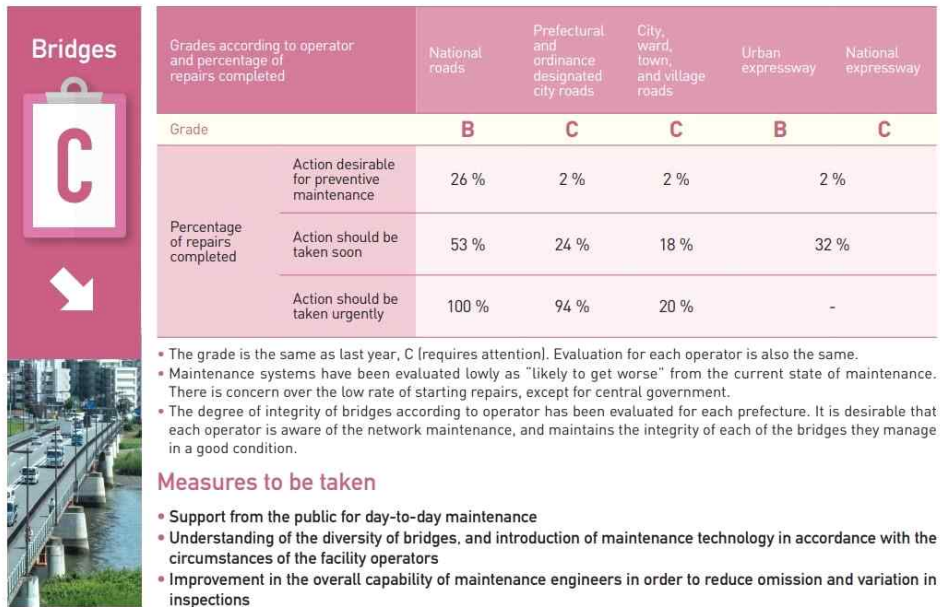 Bridges
C
Grades according to operator
and percentage of
repairs completed
National
roads
Prefectural
and
ordinance
designated
city roads
City,
ward,
town,
and village
roads
Urban
expressway
National
expressway
Grade
B
C
C
B
C
Percentage
of repairs
completed
Action desirable
for preventive
maintenance
26 %
2 %
2 %
2 %
Action should be
taken soon
53 %
24 %
18 %
32 %
Action should be
taken urgently
100 %
94 %
20 %
-
• The grade is the same as last year, C (requires attention). Evaluation for each operator is also the same.
• Maintenance systems have been evaluated lowly as “likely to get worse” from the current state of maintenance.
There is concern over the low rate of starting repairs, except for central government.
• The degree of integrity of bridges according to operator has been evaluated for each prefecture. It is desirable that
each operator is aware of the network maintenance, and maintains the integrity of each of the bridges they manage
in a good condition.
Measures to be taken
• Support from the public for day-to-day maintenance
• Understanding of the diversity of bridges, and introduction of maintenance technology in accordance with the
circumstances of the facility operators
• Improvement in the overall capability of maintenance engineers in order to reduce omission and variation in
inspections